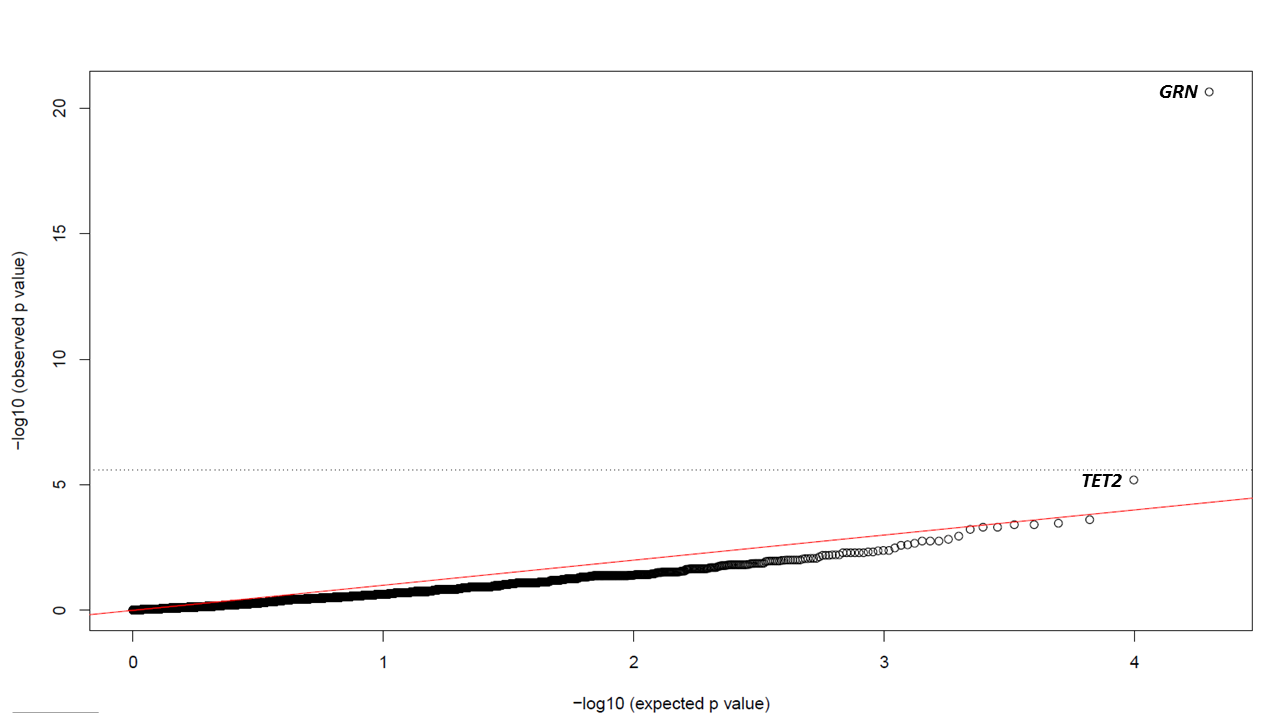 GRN
20
15
10
5
0
TET2
0 1 2 3 4
−log10 (observed p value)
−log10 (expected p value)